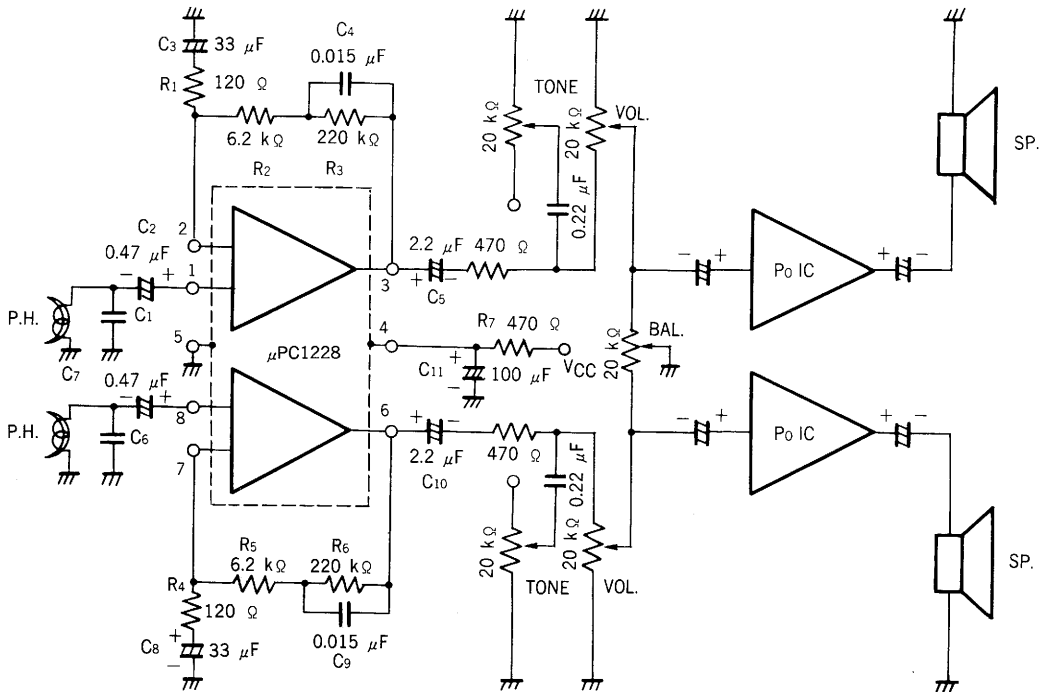 C3 33 μF
C4
0.015 μF
R1 120 Ω
6.2 kΩ
220 kΩ
R2 R3
TONE
VOL.
20 kΩ
20 kΩ
0.22 μF
SP.
C2
0.47 μF
2
− + 1
3
2.2 μF 470 Ω
+ −
C5
P.H.
C1
− +
Po IC
+ −
5
μPC1228
4
R7 470 Ω
VCC
+
C11 100 μF
−
BAL.
20 kΩ
C7
0.47 μF
− +
8
6
P.H.
C6
7
+ −
2.2 μF
C10
470 Ω
0.22 μF
− +
Po IC
+ −
R5
6.2 kΩ
R6
220 kΩ
R4
120 Ω
0.015 μF
C9
+
C8 33 μF
−
20 kΩ
TONE
20 kΩ
VOL.
SP.